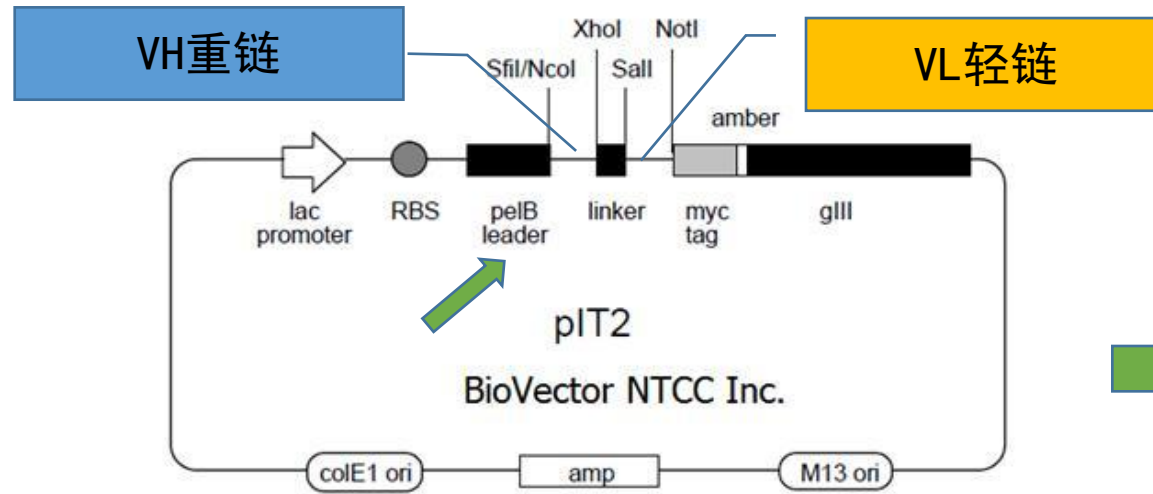 VH重链
XhoI NotI
SfiI/NcoI SalI
VL轻链
amber
lac
promoter
RBS
pelB
leader
linker
myc
tag
gIII
pIT2
BioVector NTCC Inc.
colE1 ori
amp
M13 ori